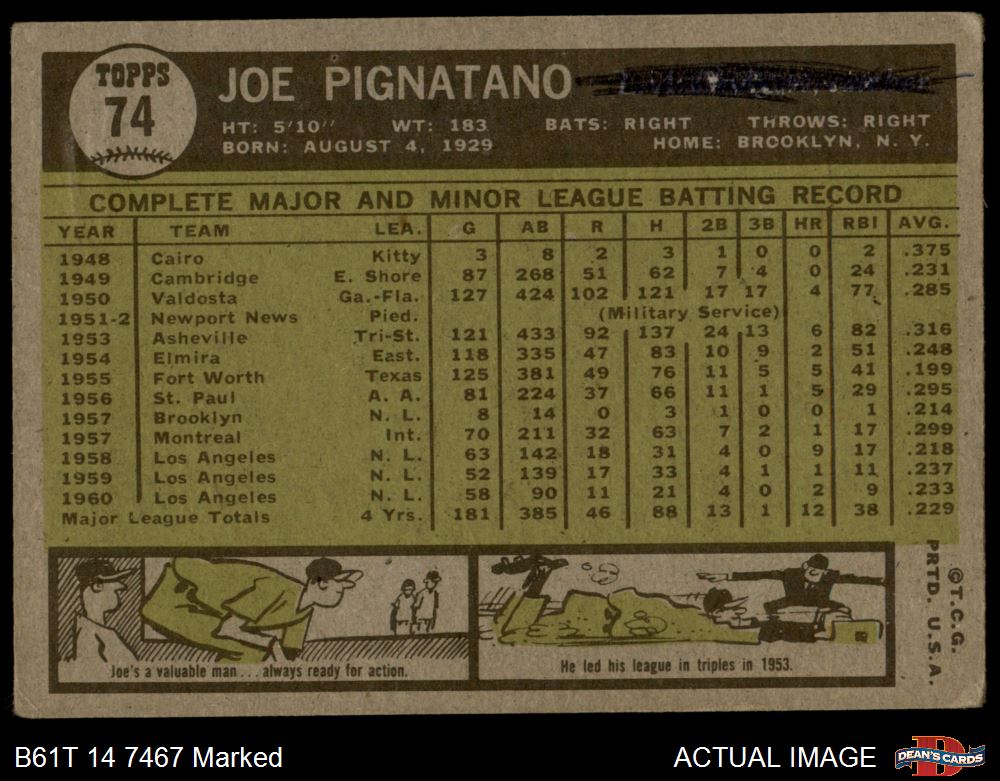 TOPPS
74
JOE PIGNATANO
HT: 5'10" WT: 183 BATS: RIGHT THROWS: RIGHT
BORN: AUGUST 4, 1929 HOME: BROOKLYN, N. Y.
COMPLETE MAJOR AND MINOR LEAGUE BATTING RECORD
YEAR TEAM LEA. G AB R H 2B 3B HR RBI AVG.
1948 Cairo Kitty 3 8 2 3 1 0 0 2 .375
1949 Cambridge E. Shore 87 268 51 62 7 4 0 24 .231
1950 Valdosta Ga.-Fla. 127 424 102 121 17 17 4 77 .285
1951-2 Newport News Pied. (Military Service)
1953 Asheville Tri-St. 121 433 92 137 24 13 6 82 .316
1954 Elmira East. 118 335 47 83 10 9 2 51 .248
1955 Fort Worth Texas 125 381 49 76 11 5 5 41 .199
1956 St. Paul A. A. 81 224 37 66 11 1 5 29 .295
1957 Brooklyn N. L. 8 14 0 3 1 0 0 1 .214
1957 Montreal Int. 70 211 32 63 7 2 1 17 .299
1958 Los Angeles N. L. 63 142 18 31 4 0 9 17 .218
1959 Los Angeles N. L. 52 139 17 33 4 1 1 11 .237
1960 Los Angeles N. L. 58 90 11 21 4 0 2 9 .233
Major League Totals 4 Yrs. 181 385 46 88 13 1 12 38 .229
Joe's a valuable man... always ready for action.
He led his league in triples in 1953.
©T.C.G.
PRTD. U.S.A.
B61T 14 7467 Marked
ACTUAL IMAGE
DEAN'S CARDS